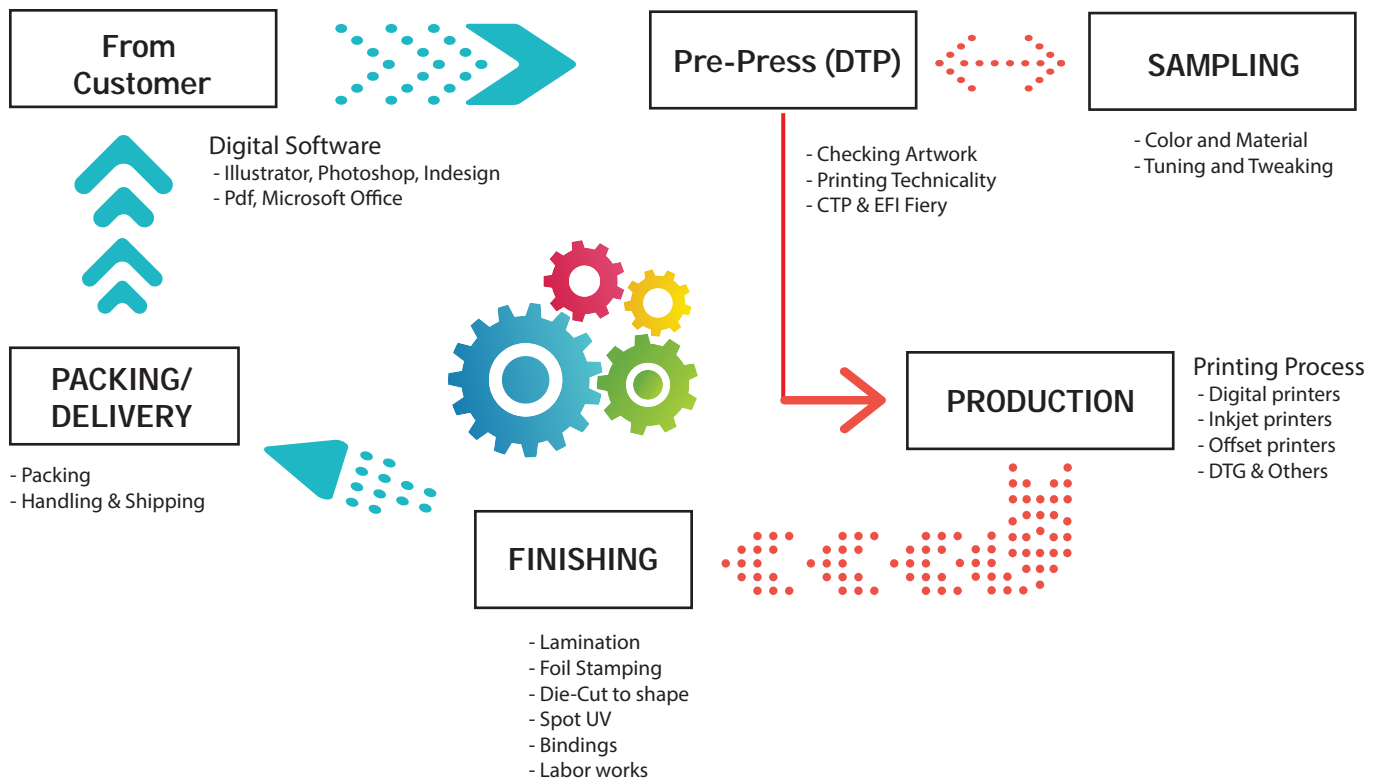 From
Customer
Pre-Press (DTP)
SAMPLING
Digital Software
- Illustrator, Photoshop, Indesign
- Pdf, Microsoft Office
- Checking Artwork
- Printing Technicality
- CTP & EFI Fiery
- Color and Material
- Tuning and Tweaking
PACKING/
DELIVERY
- Packing
- Handling & Shipping
PRODUCTION
Printing Process
- Digital printers
- Inkjet printers
- Offset printers
- DTG & Others
FINISHING
- Lamination
- Foil Stamping
- Die-Cut to shape
- Spot UV
- Bindings
- Labor works